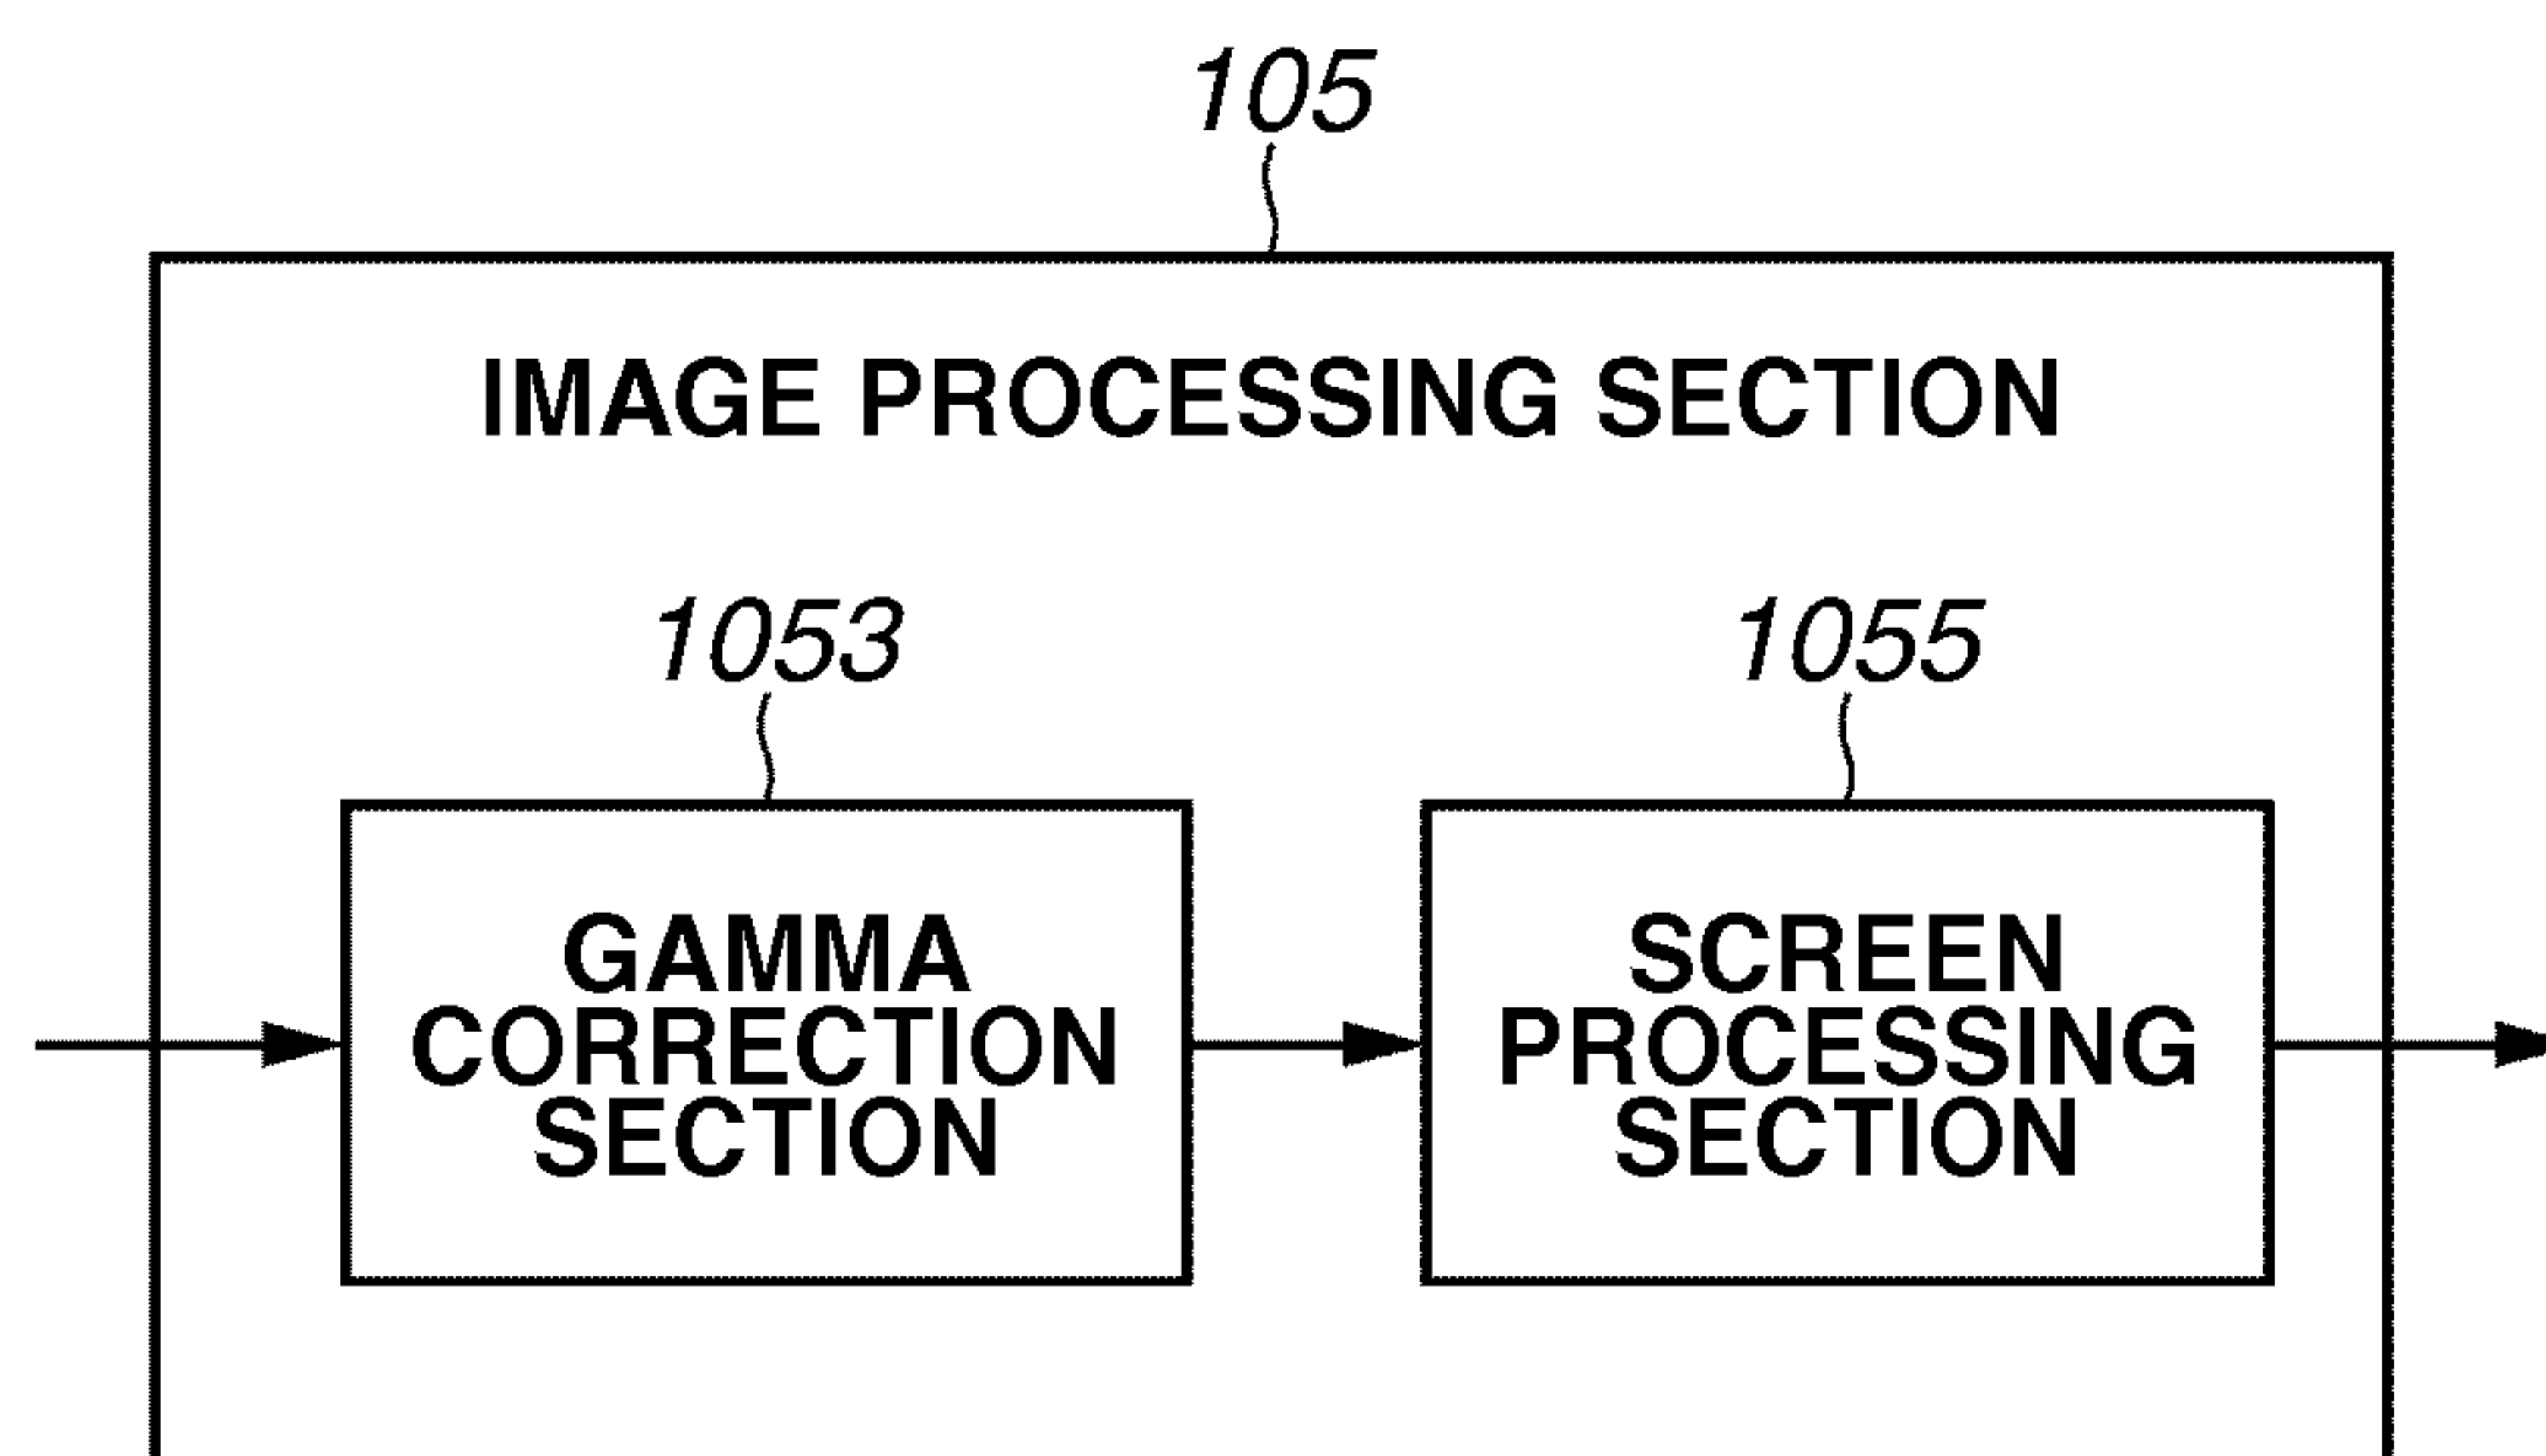 105
IMAGE PROCESSING SECTION
1053
1055
GAMMA
CORRECTION
SECTION
SCREEN
PROCESSING
SECTION